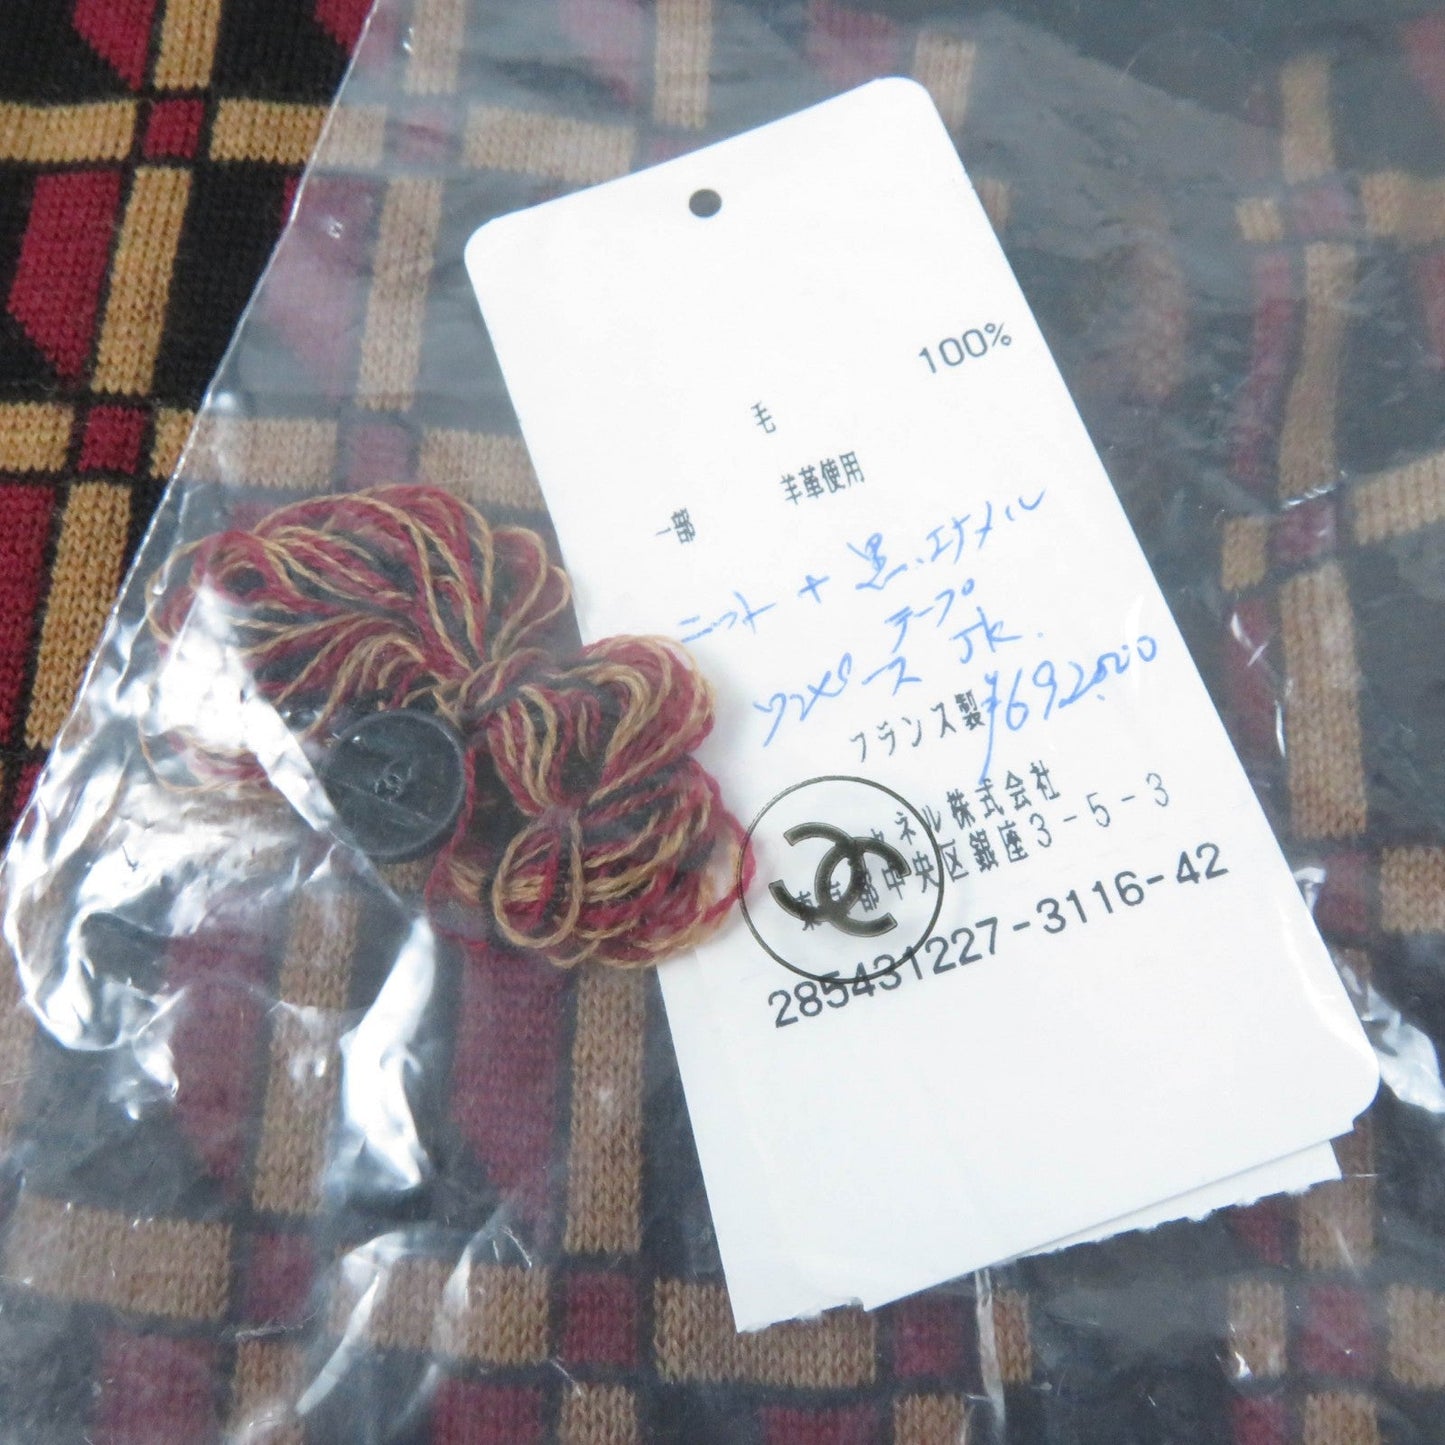 100%
毛
一部 羊革使用
ニット + 黒.エナメル
テープ
ワンピース JK.
フランス製 ¥692000
ネル株式会社
東京都中央区銀座3-5-3
285431227-3116-42